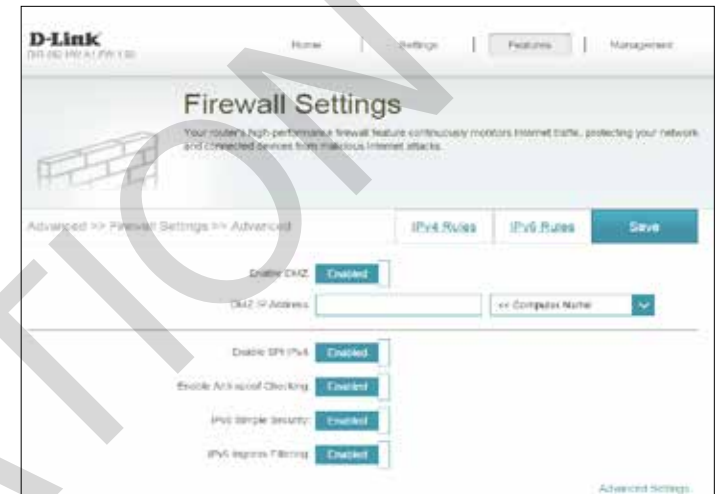 D-Link
Home | Settings | Features | Management
Firewall Settings
Your router's high-performance firewall feature continuously monitors Internet traffic, protecting your network
and connected devices from malicious Internet attacks.
Advanced >> Firewall Settings >> Advanced
IPv4 Rules
IPv6 Rules
Save
Enable DMZ: Enabled
DMZ IP Address:
<< Computer Name
Enable SPI IPv4: Enabled
Enable Anti-spoof Checking: Enabled
IPv6 Simple Security: Enabled
IPv6 Ingress Filtering: Enabled
Advanced Settings...
ATION